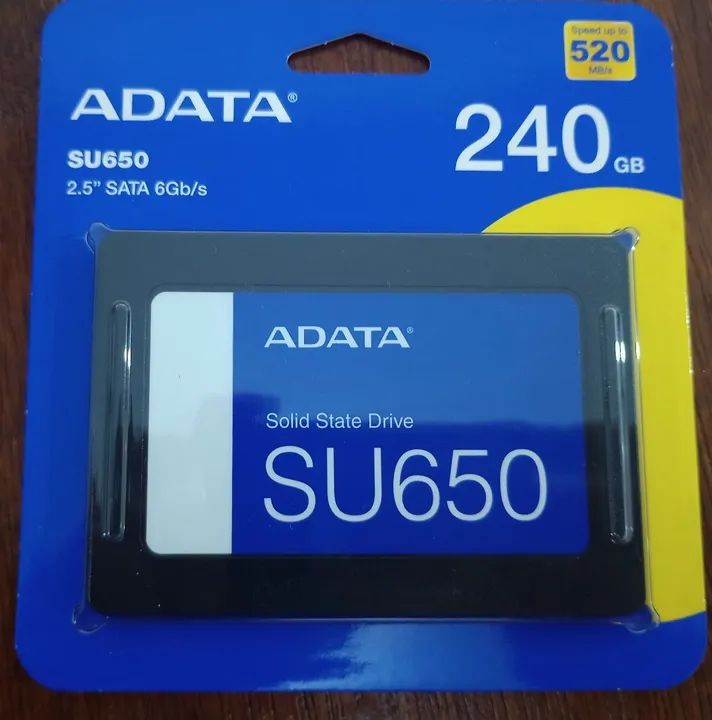 Speed up to
520
MB/s
ADATA®
240 GB
SU650
2.5" SATA 6Gb/s
ADATA®
Solid State Drive
SU650